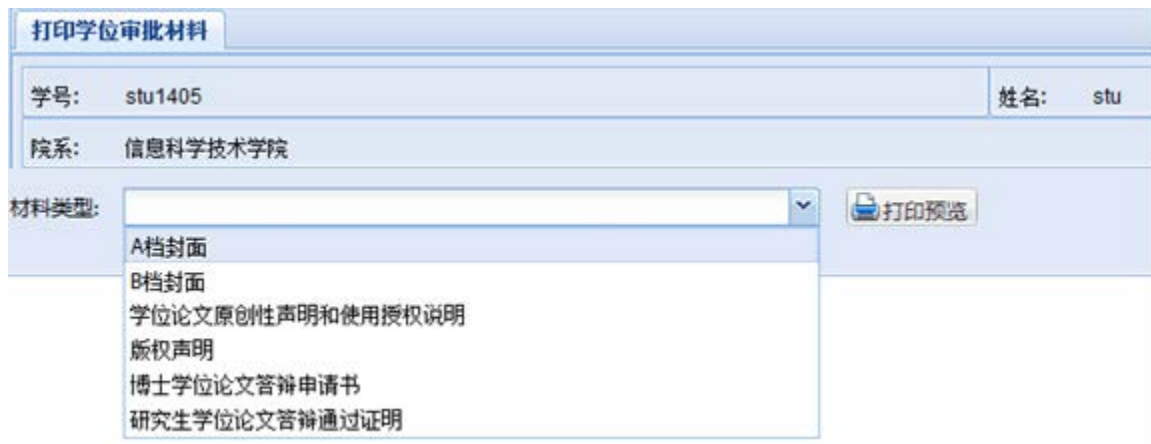 打印学位审批材料
学号: stu1405 姓名: stu
院系: 信息科学技术学院
材料类型: 打印预览
A档封面
B档封面
学位论文原创性声明和使用授权说明
版权声明
博士学位论文答辩申请书
研究生学位论文答辩通过证明